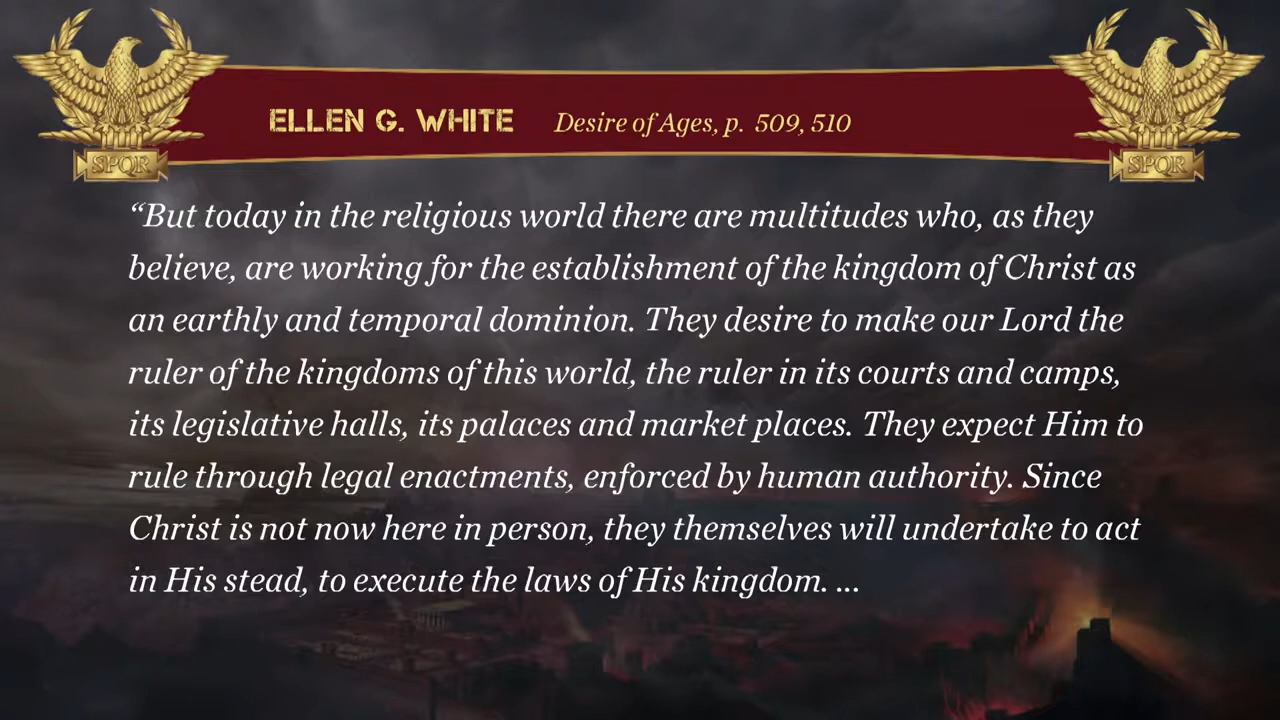 ELLEN G. WHITE Desire of Ages, p. 509, 510
SPQR SPQR
“But today in the religious world there are multitudes who, as they
believe, are working for the establishment of the kingdom of Christ as
an earthly and temporal dominion. They desire to make our Lord the
ruler of the kingdoms of this world, the ruler in its courts and camps,
its legislative halls, its palaces and market places. They expect Him to
rule through legal enactments, enforced by human authority. Since
Christ is not now here in person, they themselves will undertake to act
in His stead, to execute the laws of His kingdom. ...